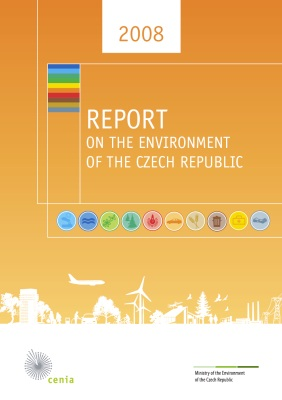 2008
REPORT
ON THE ENVIRONMENT
OF THE CZECH REPUBLIC
cenia
Ministry of the Environment
of the Czech Republic